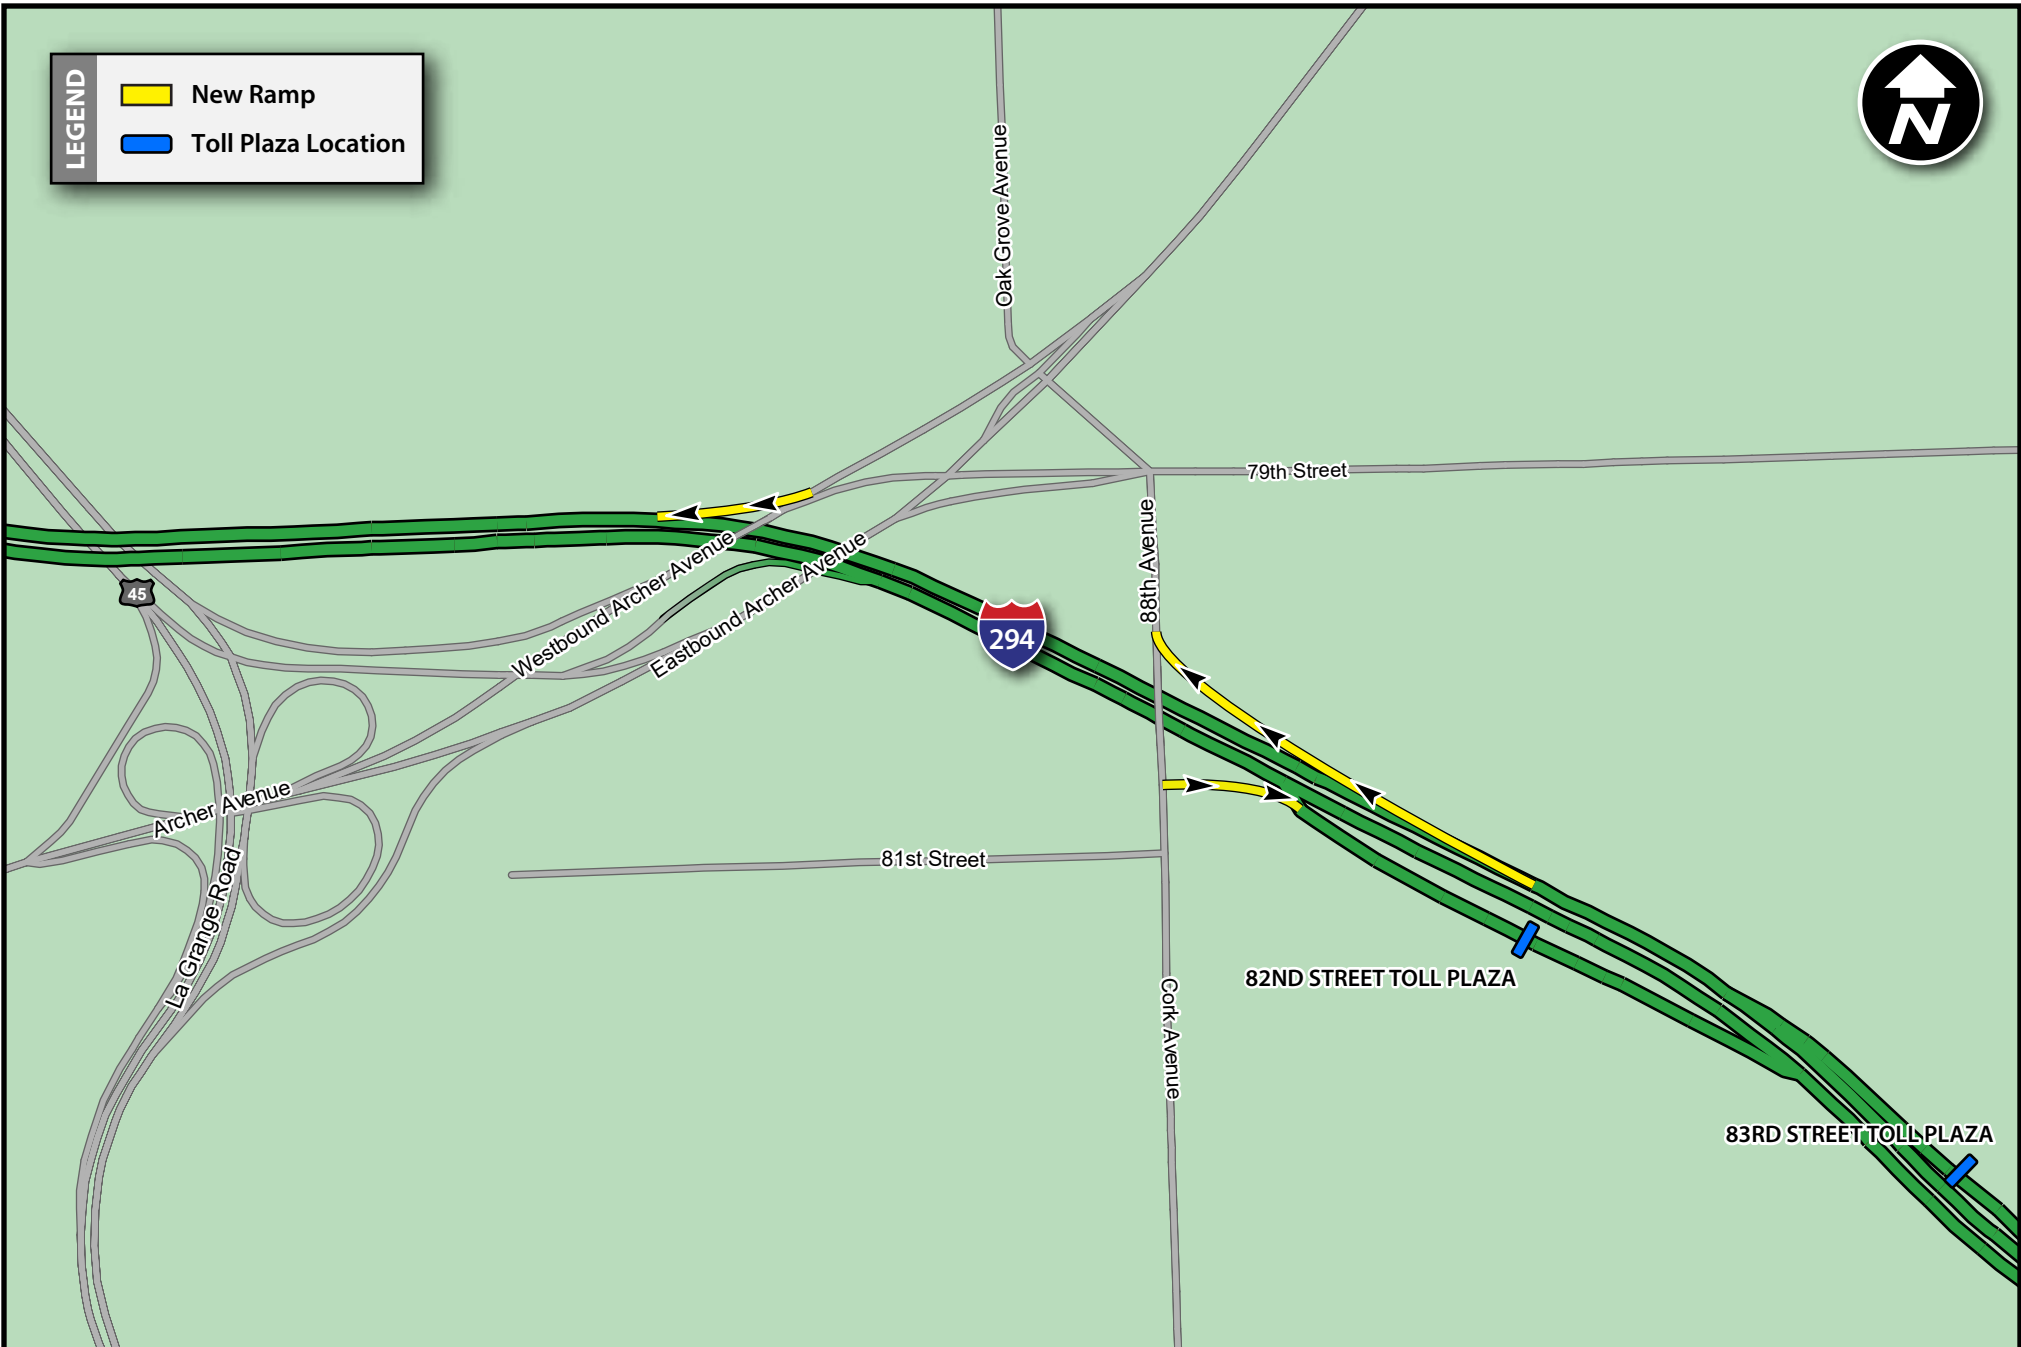 LEGEND
New Ramp
Toll Plaza Location
N
Oak Grove Avenue
79th Street
88th Avenue
Westbound Archer Avenue
Eastbound Archer Avenue
45
294
Archer Avenue
81st Street
La Grange Road
82ND STREET TOLL PLAZA
Cork Avenue
83RD STREET TOLL PLAZA